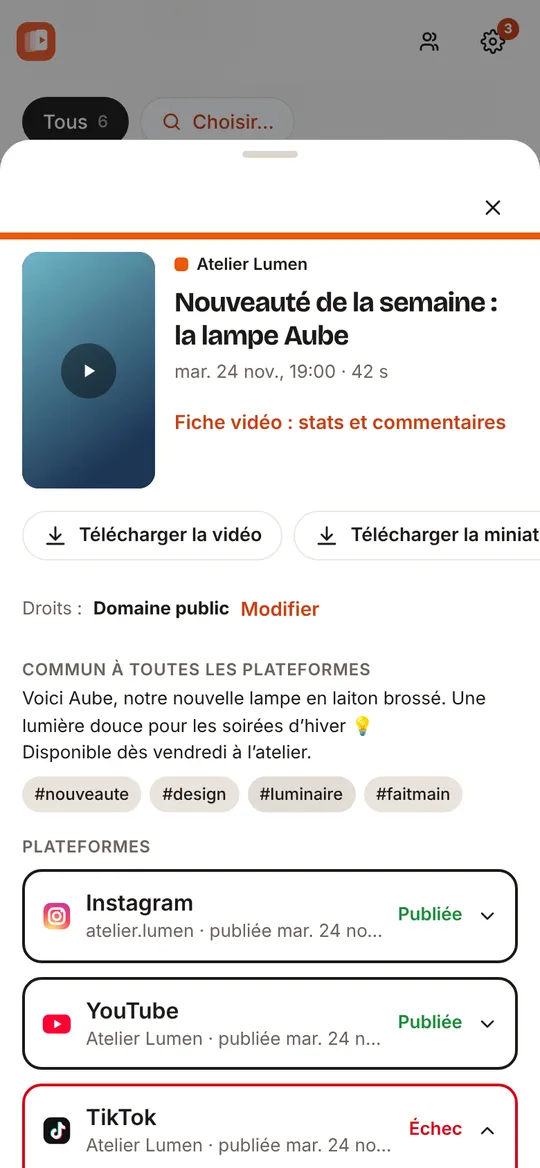 3
Tous 6
Choisir...
Atelier Lumen
Nouveauté de la semaine :
la lampe Aube
mar. 24 nov., 19:00 · 42 s
Fiche vidéo : stats et commentaires
Télécharger la vidéo
Télécharger la miniat
Droits : Domaine public Modifier
COMMUN À TOUTES LES PLATEFORMES
Voici Aube, notre nouvelle lampe en laiton brossé. Une
lumière douce pour les soirées d’hiver 💡
Disponible dès vendredi à l’atelier.
#nouveaute #design #luminaire #faitmain
PLATEFORMES
Instagram
atelier.lumen · publiée mar. 24 no...
Publiée
YouTube
Atelier Lumen · publiée mar. 24 n...
Publiée
TikTok
Atelier Lumen · publiée mar. 24 no...
Échec